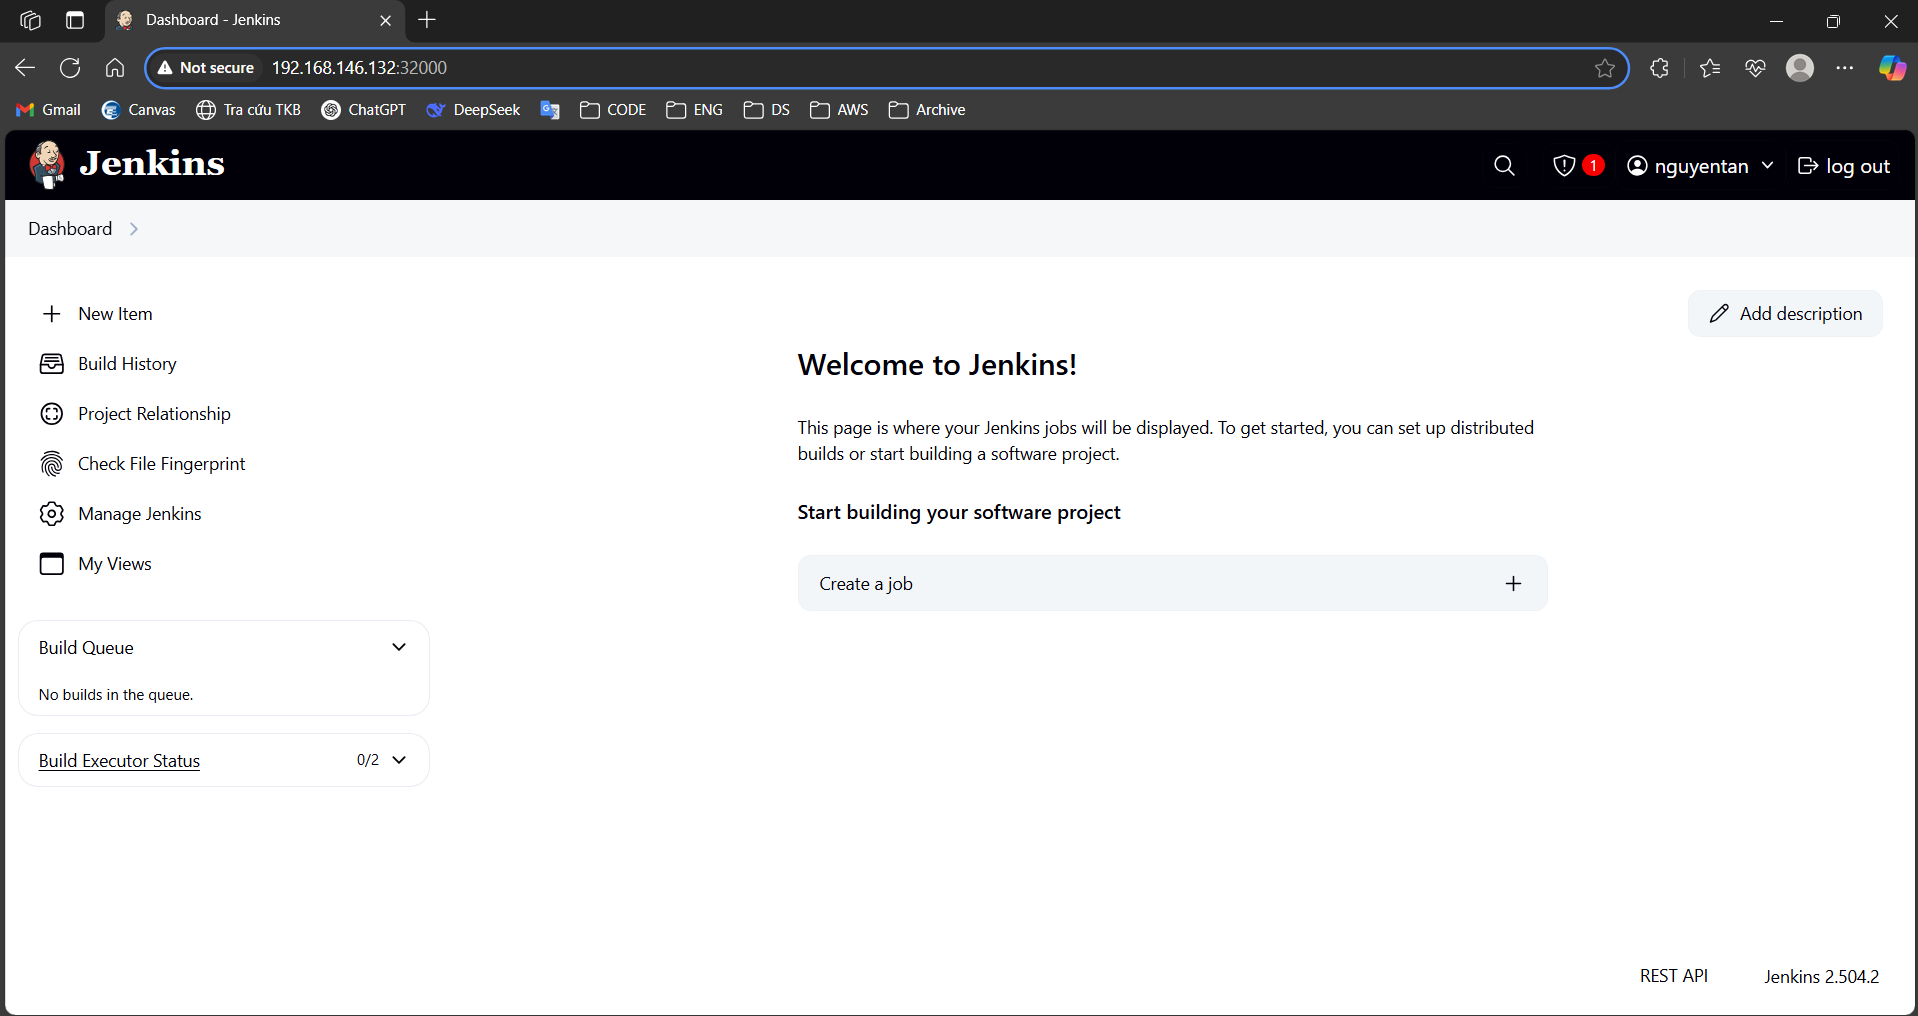 Dashboard - Jenkins
Not secure 192.168.146.132:32000
Gmail Canvas Tra cứu TKB ChatGPT DeepSeek CODE ENG DS AWS Archive
Jenkins 1 nguyentan log out
Dashboard
New Item
Build History
Project Relationship
Check File Fingerprint
Manage Jenkins
My Views
Build Queue
No builds in the queue.
Build Executor Status 0/2
Add description
Welcome to Jenkins!
This page is where your Jenkins jobs will be displayed. To get started, you can set up distributed
builds or start building a software project.
Start building your software project
Create a job
REST API Jenkins 2.504.2